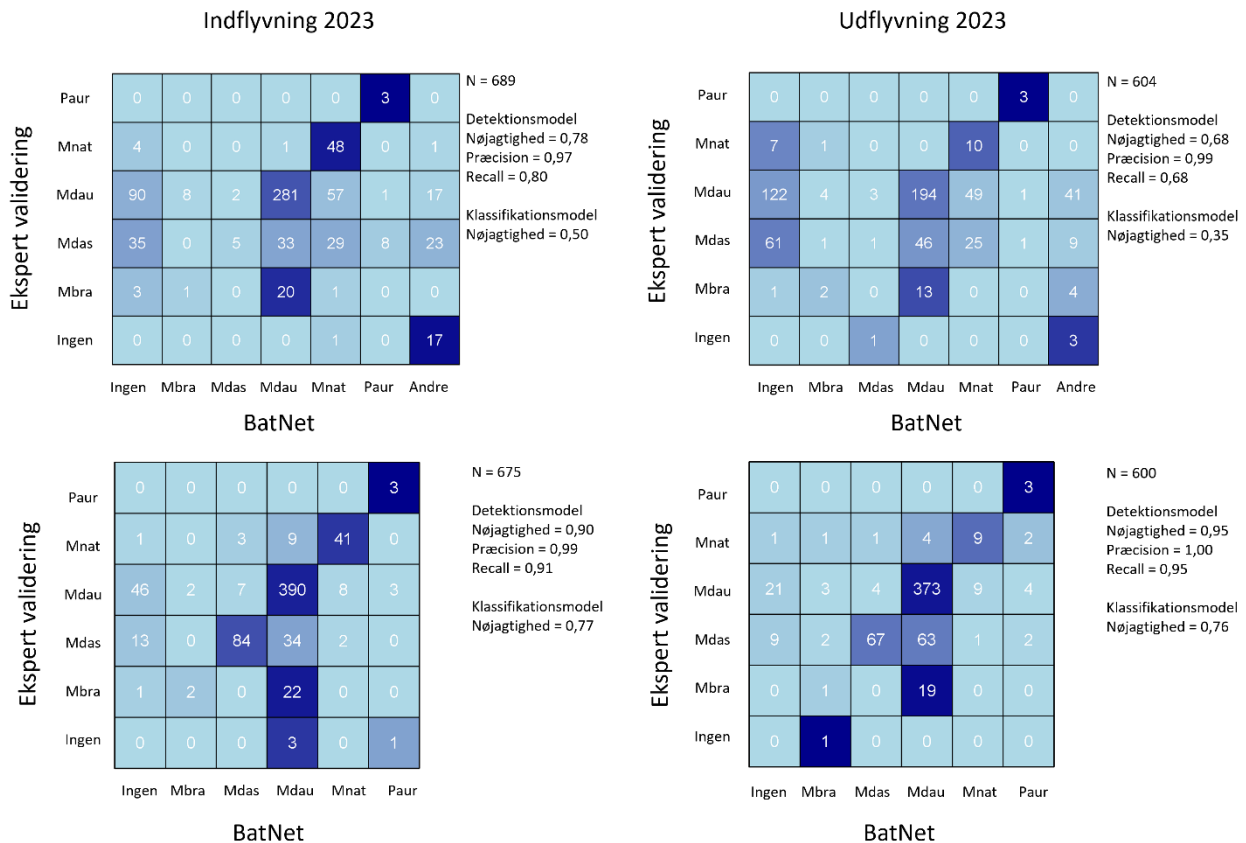 Indflyvning 2023
Ekspert validering
Paur 0 0 0 0 0 3 0
Mnat 4 0 0 1 48 0 1
Mdau 90 8 2 281 57 1 17
Mdas 35 0 5 33 29 8 23
Mbra 3 1 0 20 1 0 0
Ingen 0 0 0 0 1 0 17
Ingen Mbra Mdas Mdau Mnat Paur Andre
BatNet
N = 689
Detektionsmodel
Nøjagtighed = 0,78
Præcision = 0,97
Recall = 0,80
Klassifikationsmodel
Nøjagtighed = 0,50
Udflyvning 2023
Ekspert validering
Paur 0 0 0 0 0 3 0
Mnat 7 1 0 0 10 0 0
Mdau 122 4 3 194 49 1 41
Mdas 61 1 1 46 25 1 9
Mbra 1 2 0 13 0 0 4
Ingen 0 0 1 0 0 0 3
Ingen Mbra Mdas Mdau Mnat Paur Andre
BatNet
N = 604
Detektionsmodel
Nøjagtighed = 0,68
Præcision = 0,99
Recall = 0,68
Klassifikationsmodel
Nøjagtighed = 0,35
Ekspert validering
Paur 0 0 0 0 0 3
Mnat 1 0 3 9 41 0
Mdau 46 2 7 390 8 3
Mdas 13 0 84 34 2 0
Mbra 1 2 0 22 0 0
Ingen 0 0 0 3 0 1
Ingen Mbra Mdas Mdau Mnat Paur
BatNet
N = 675
Detektionsmodel
Nøjagtighed = 0,90
Præcision = 0,99
Recall = 0,91
Klassifikationsmodel
Nøjagtighed = 0,77
Ekspert validering
Paur 0 0 0 0 0 3
Mnat 1 1 1 4 9 2
Mdau 21 3 4 373 9 4
Mdas 9 2 67 63 1 2
Mbra 0 1 0 19 0 0
Ingen 0 1 0 0 0 0
Ingen Mbra Mdas Mdau Mnat Paur
BatNet
N = 600
Detektionsmodel
Nøjagtighed = 0,95
Præcision = 1,00
Recall = 0,95
Klassifikationsmodel
Nøjagtighed = 0,76